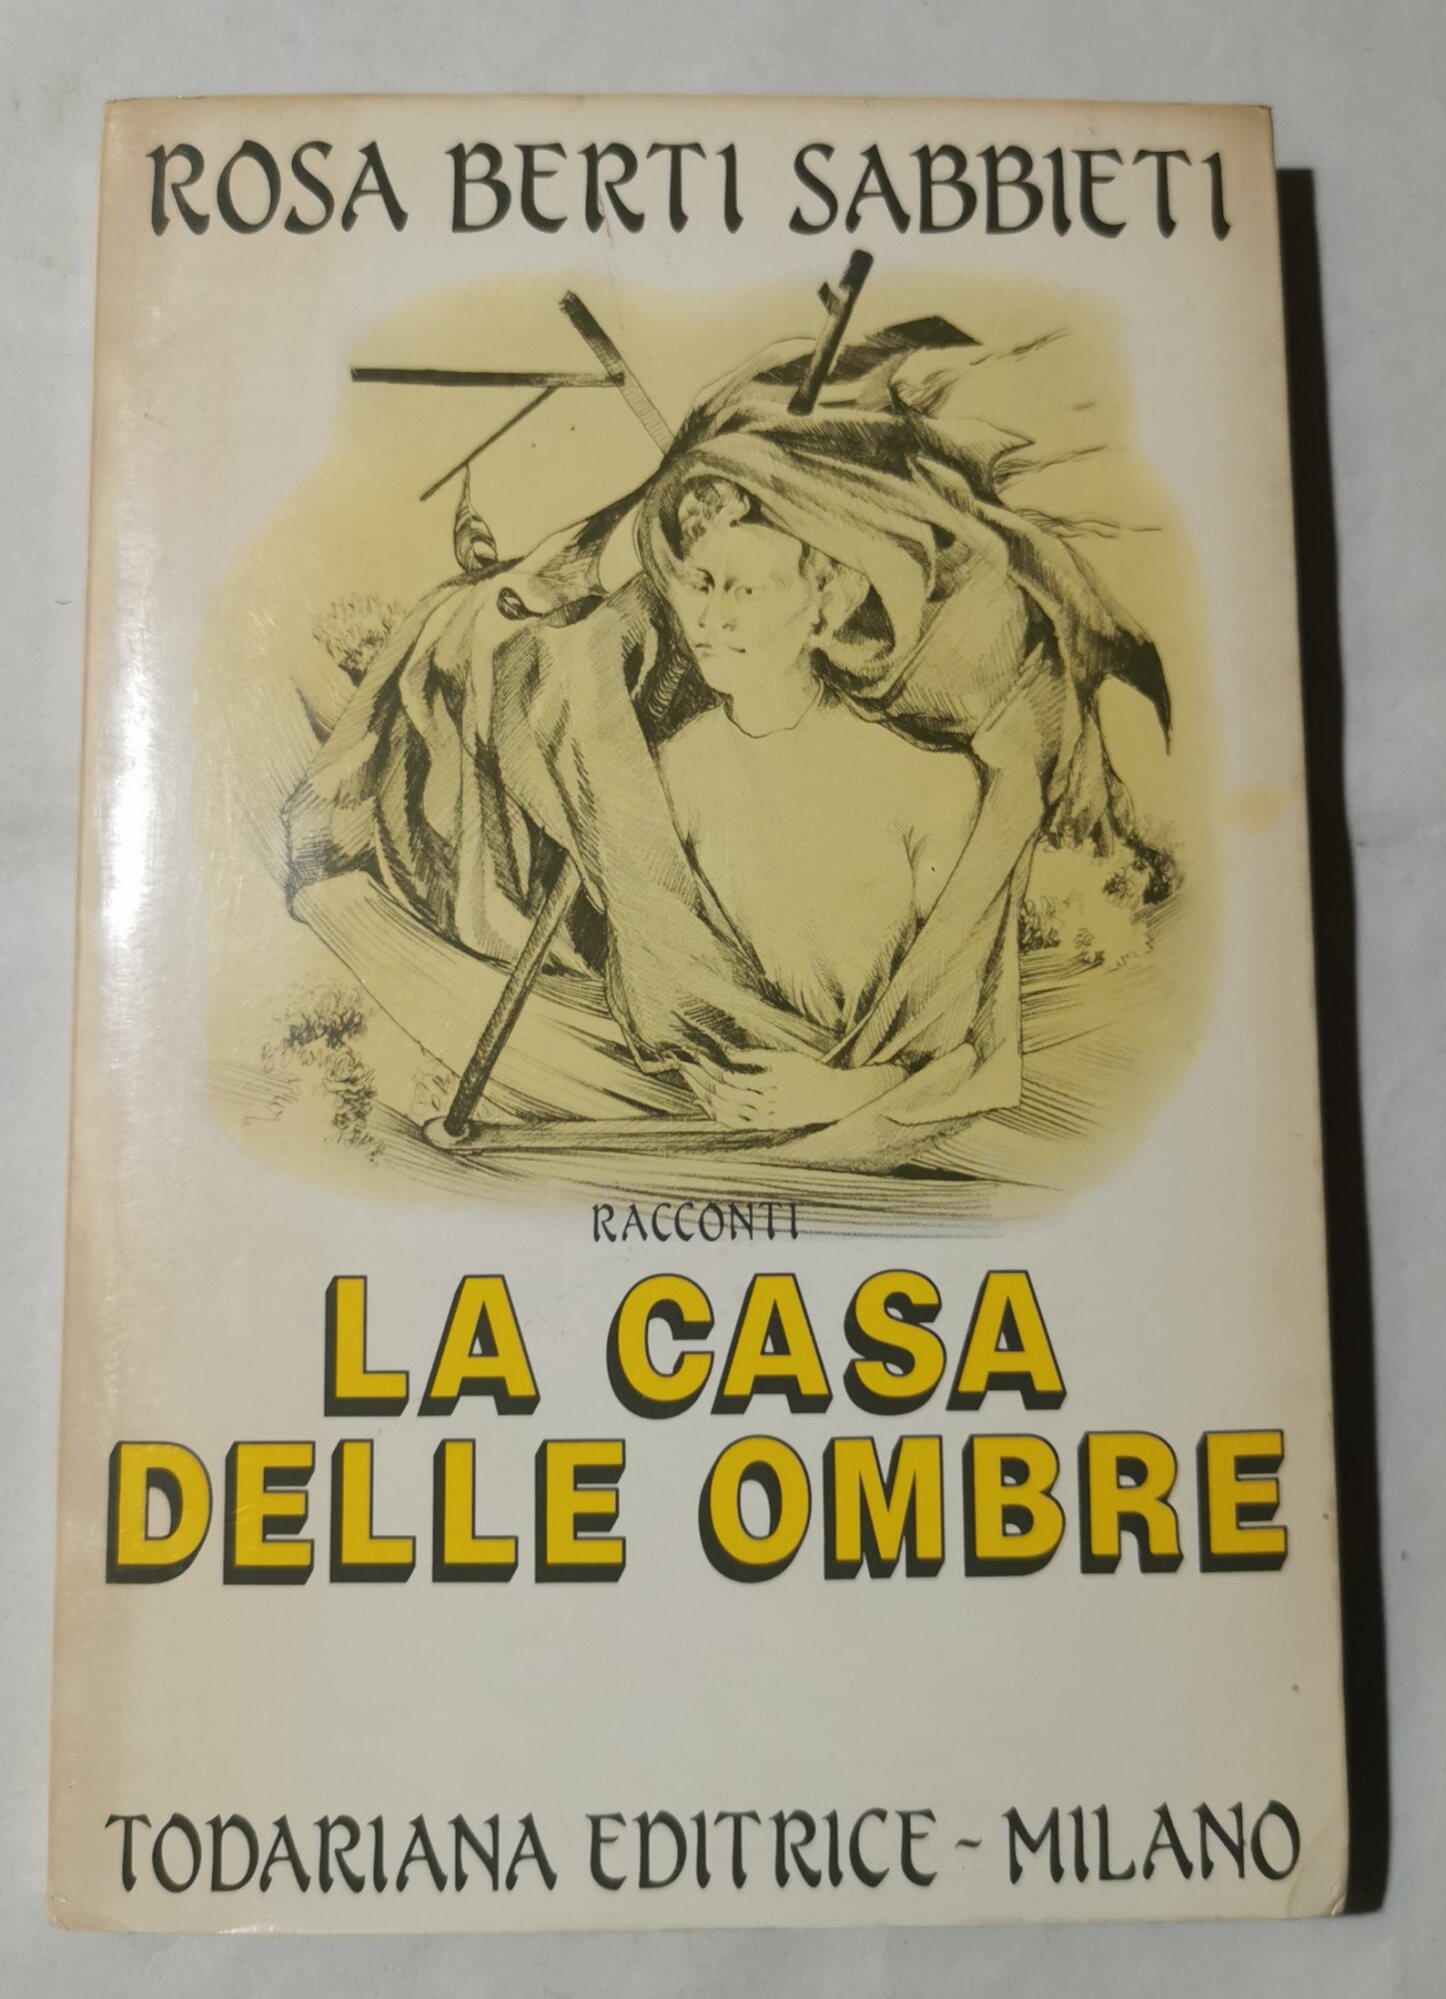 ROSA BERTI SABBIETI
RACCONTI
LA CASA
DELLE OMBRE
TODARIANA EDITRICE - MILANO